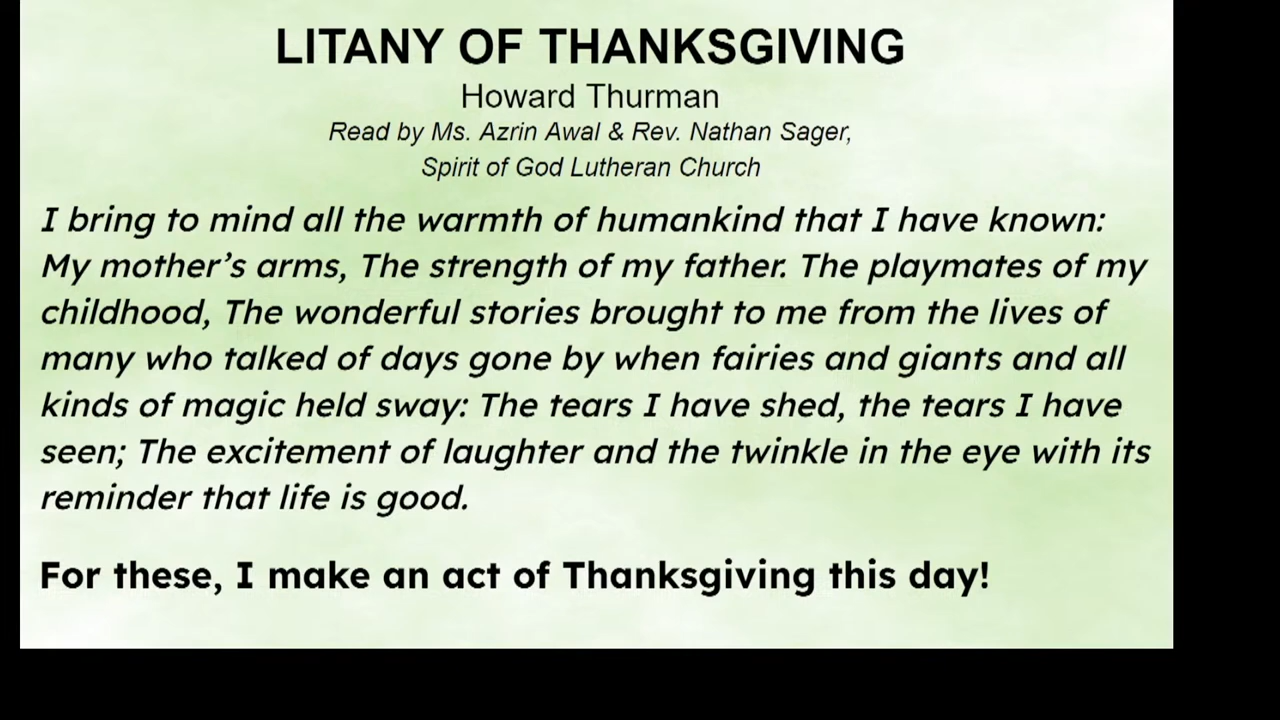 LITANY OF THANKSGIVING
Howard Thurman
Read by Ms. Azrin Awal & Rev. Nathan Sager,
Spirit of God Lutheran Church
I bring to mind all the warmth of humankind that I have known:
My mother's arms, The strength of my father. The playmates of my
childhood, The wonderful stories brought to me from the lives of
many who talked of days gone by when fairies and giants and all
kinds of magic held sway: The tears I have shed, the tears I have
seen; The excitement of laughter and the twinkle in the eye with its
reminder that life is good.
For these, I make an act of Thanksgiving this day!